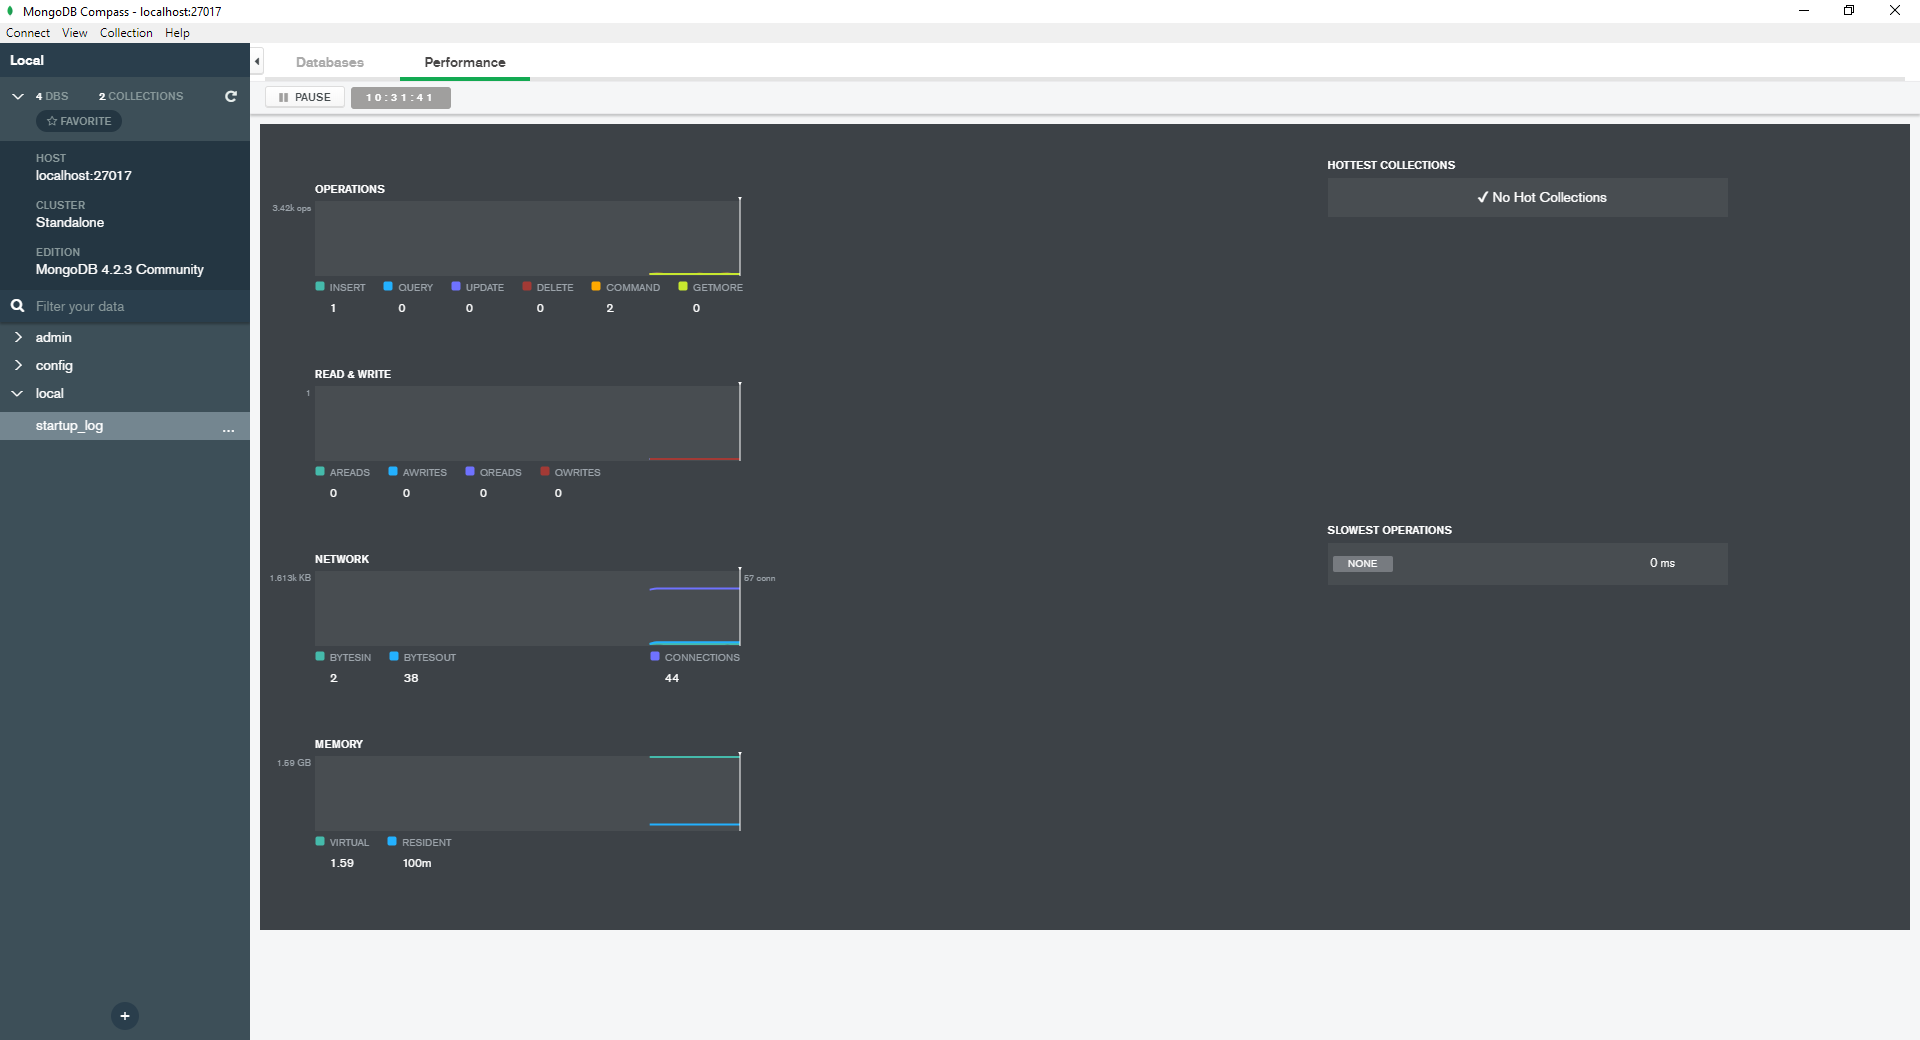 MongoDB Compass - localhost:27017
Connect View Collection Help
Local
4 DBS 2 COLLECTIONS
FAVORITE
HOST
localhost:27017
CLUSTER
Standalone
EDITION
MongoDB 4.2.3 Community
Filter your data
admin
config
local
startup_log ...
+
Databases Performance
PAUSE 10:31:41
OPERATIONS
3.42k ops
INSERT QUERY UPDATE DELETE COMMAND GETMORE
1 0 0 0 2 0
READ & WRITE
1
AREADS AWRITES QREADS QWRITES
0 0 0 0
NETWORK
1.613k KB 57 conn
BYTESIN BYTESOUT CONNECTIONS
2 38 44
MEMORY
1.59 GB
VIRTUAL RESIDENT
1.59 100m
HOTTEST COLLECTIONS
✓ No Hot Collections
SLOWEST OPERATIONS
NONE 0 ms